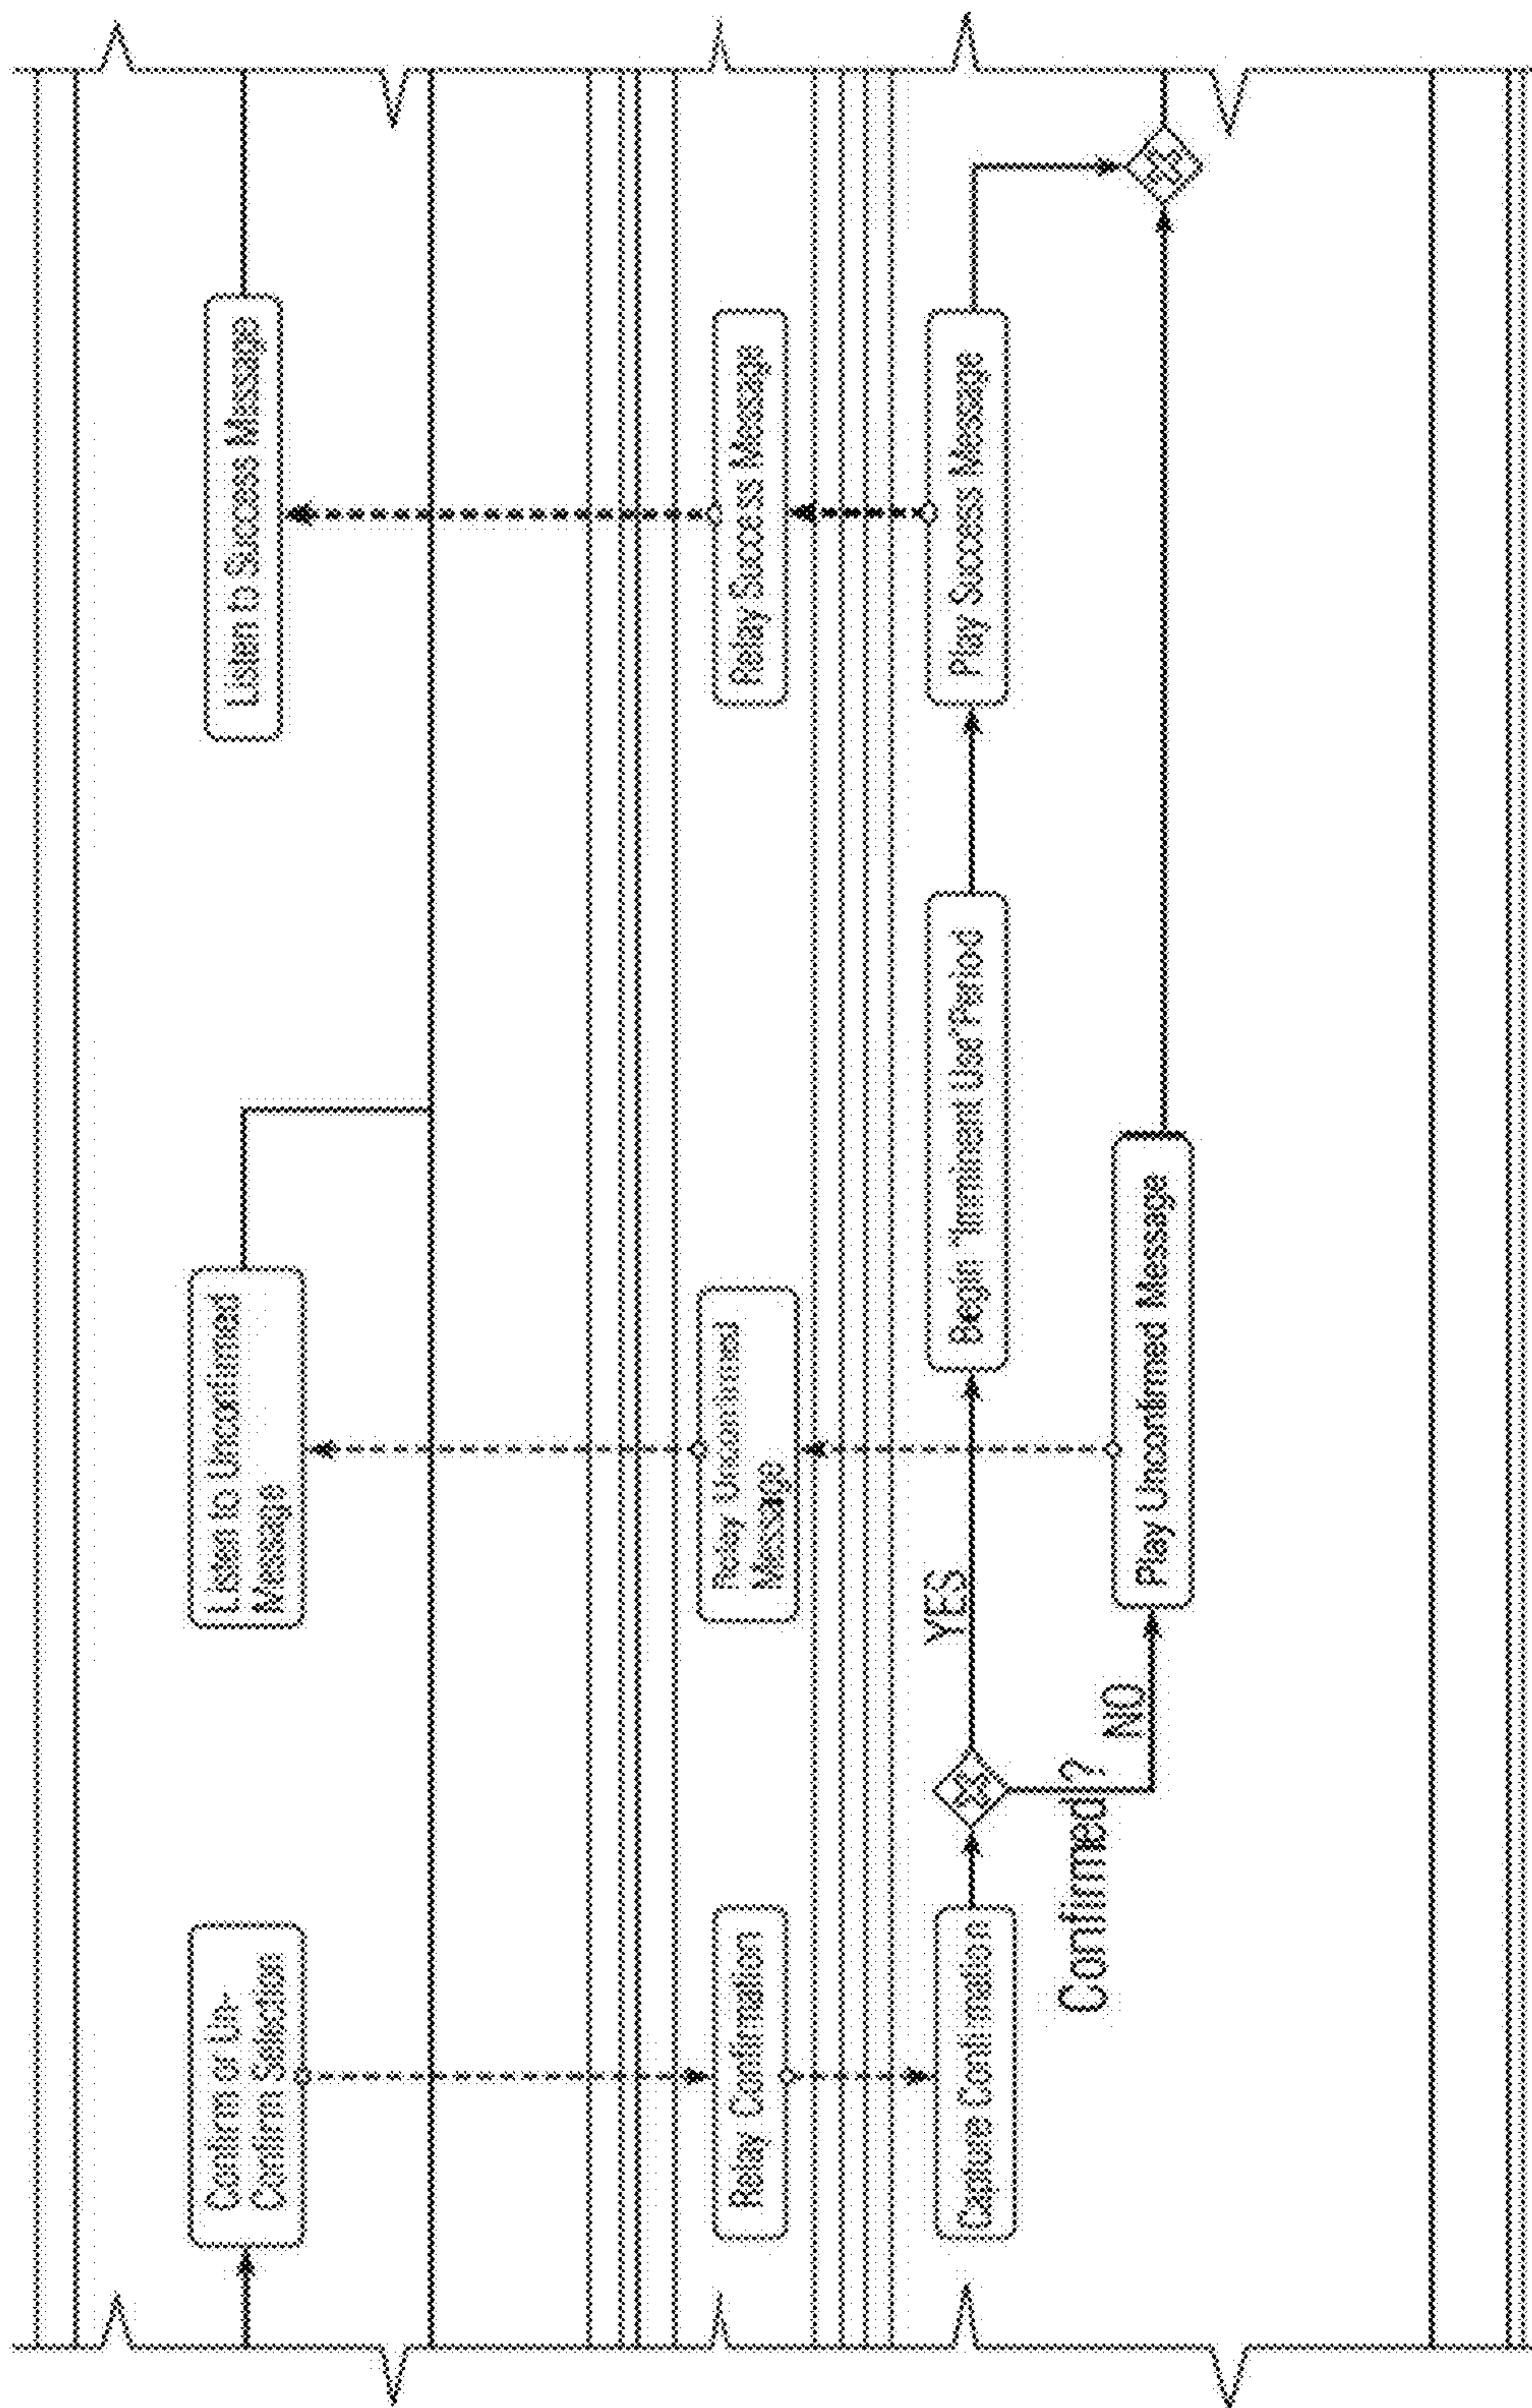 Confirm or Un-
Confirm Selection
Listen to Unconfirmed
Message
Listen to Success Message
Relay Confirmation
Relay Unconfirmed
Message
Relay Success Message
Capture Confirmation
YES
Begin "Imminent Use" Period
Play Success Message
Confirmed?
NO
Play Unconfirmed Message